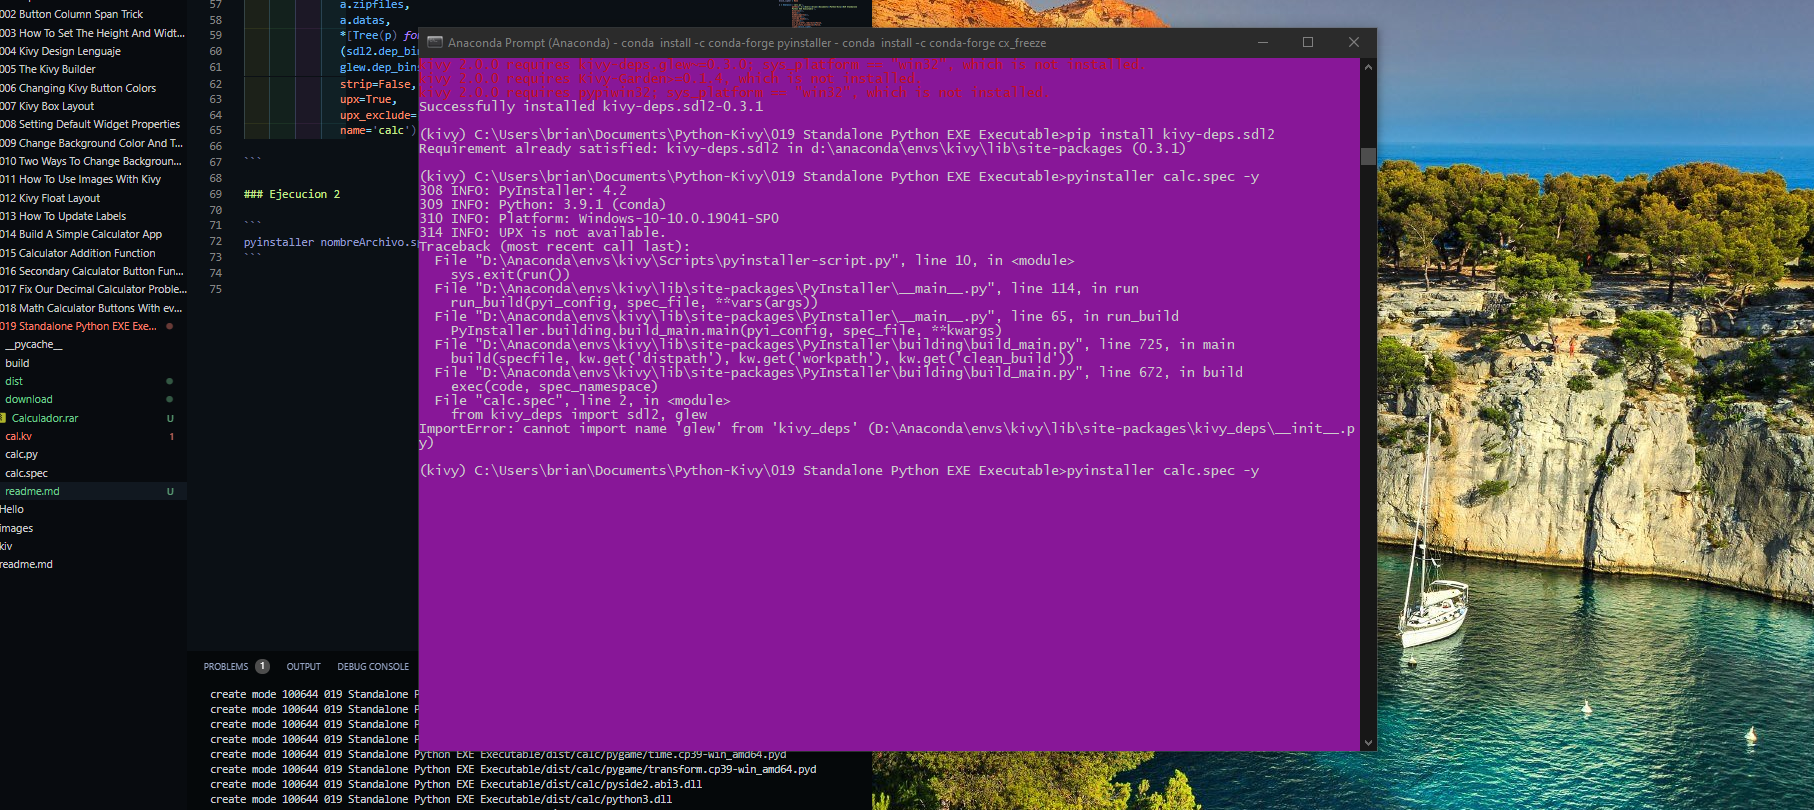 002 Button Column Span Trick
003 How To Set The Height And Widt...
004 Kivy Design Lenguaje
005 The Kivy Builder
006 Changing Kivy Button Colors
007 Kivy Box Layout
008 Setting Default Widget Properties
009 Change Background Color And T...
010 Two Ways To Change Backgroun...
011 How To Use Images With Kivy
012 Kivy Float Layout
013 How To Update Labels
014 Build A Simple Calculator App
015 Calculator Addition Function
016 Secondary Calculator Button Fun...
017 Fix Our Decimal Calculator Proble...
018 Math Calculator Buttons With ev...
019 Standalone Python EXE Exe...
__pycache__
build
dist
download
Calculador.rar U
cal.kv 1
calc.py
calc.spec
readme.md U
Hello
images
kiv
readme.md
57 a.zipfiles,
58 a.datas,
59 *[Tree(p) fo
60 (sdl2.dep_bin
61 glew.dep_bins
62 strip=False,
63 upx=True,
64 upx_exclude=
65 name='calc')
66
67 ```
68
69 ### Ejecucion 2
70
71 ```
72 pyinstaller nombreArchivo.s
73 ```
74
75
Anaconda Prompt (Anaconda) - conda install -c conda-forge pyinstaller - conda install -c conda-forge cx_freeze
kivy 2.0.0 requires kivy-deps.glew~=0.3.0; sys_platform == "win32", which is not installed.
kivy 2.0.0 requires Kivy-Garden>=0.1.4, which is not installed.
kivy 2.0.0 requires pypiwin32; sys_platform == "win32", which is not installed.
Successfully installed kivy-deps.sdl2-0.3.1
(kivy) C:\Users\brian\Documents\Python-Kivy\019 Standalone Python EXE Executable>pip install kivy-deps.sdl2
Requirement already satisfied: kivy-deps.sdl2 in d:\anaconda\envs\kivy\lib\site-packages (0.3.1)
(kivy) C:\Users\brian\Documents\Python-Kivy\019 Standalone Python EXE Executable>pyinstaller calc.spec -y
308 INFO: PyInstaller: 4.2
309 INFO: Python: 3.9.1 (conda)
310 INFO: Platform: Windows-10-10.0.19041-SP0
314 INFO: UPX is not available.
Traceback (most recent call last):
File "D:\Anaconda\envs\kivy\Scripts\pyinstaller-script.py", line 10, in <module>
sys.exit(run())
File "D:\Anaconda\envs\kivy\lib\site-packages\PyInstaller\__main__.py", line 114, in run
run_build(pyi_config, spec_file, **vars(args))
File "D:\Anaconda\envs\kivy\lib\site-packages\PyInstaller\__main__.py", line 65, in run_build
PyInstaller.building.build_main.main(pyi_config, spec_file, **kwargs)
File "D:\Anaconda\envs\kivy\lib\site-packages\PyInstaller\building\build_main.py", line 725, in main
build(specfile, kw.get('distpath'), kw.get('workpath'), kw.get('clean_build'))
File "D:\Anaconda\envs\kivy\lib\site-packages\PyInstaller\building\build_main.py", line 672, in build
exec(code, spec_namespace)
File "calc.spec", line 2, in <module>
from kivy_deps import sdl2, glew
ImportError: cannot import name 'glew' from 'kivy_deps' (D:\Anaconda\envs\kivy\lib\site-packages\kivy_deps\__init__.p
y)
(kivy) C:\Users\brian\Documents\Python-Kivy\019 Standalone Python EXE Executable>pyinstaller calc.spec -y
PROBLEMS 1 OUTPUT DEBUG CONSOLE
create mode 100644 019 Standalone P
create mode 100644 019 Standalone P
create mode 100644 019 Standalone P
create mode 100644 019 Standalone P
create mode 100644 019 Standalone Python EXE Executable/dist/calc/pygame/time.cp39-win_amd64.pyd
create mode 100644 019 Standalone Python EXE Executable/dist/calc/pygame/transform.cp39-win_amd64.pyd
create mode 100644 019 Standalone Python EXE Executable/dist/calc/pyside2.abi3.dll
create mode 100644 019 Standalone Python EXE Executable/dist/calc/python3.dll